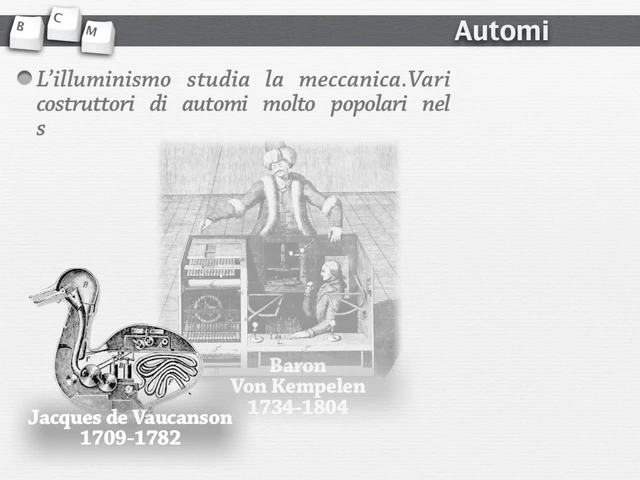 B C M
Automi
L'illuminismo studia la meccanica.Vari
costruttori di automi molto popolari nel
s
Baron
Von Kempelen
1734-1804
Jacques de Vaucanson
1709-1782